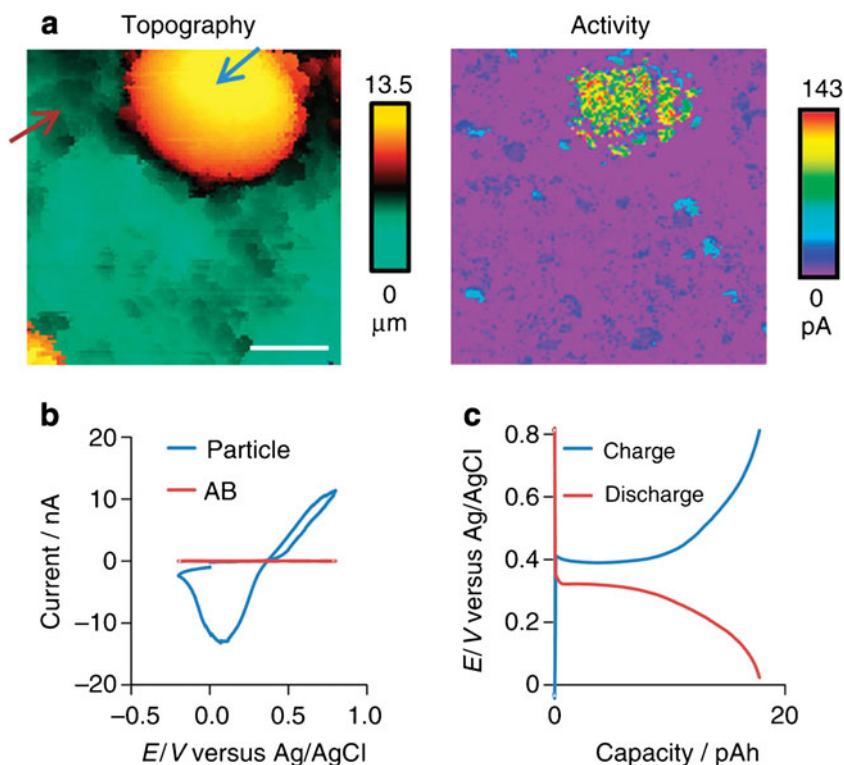 a
Topography
Activity
13.5
0
μm
143
0
pA
b
20
10
0
−10
−20
Current / nA
Particle
AB
−0.5
0.0
0.5
1.0
E/V versus Ag/AgCl
c
0.8
0.6
0.4
0.2
0
E/V versus Ag/AgCl
Charge
Discharge
0
20
Capacity / pAh